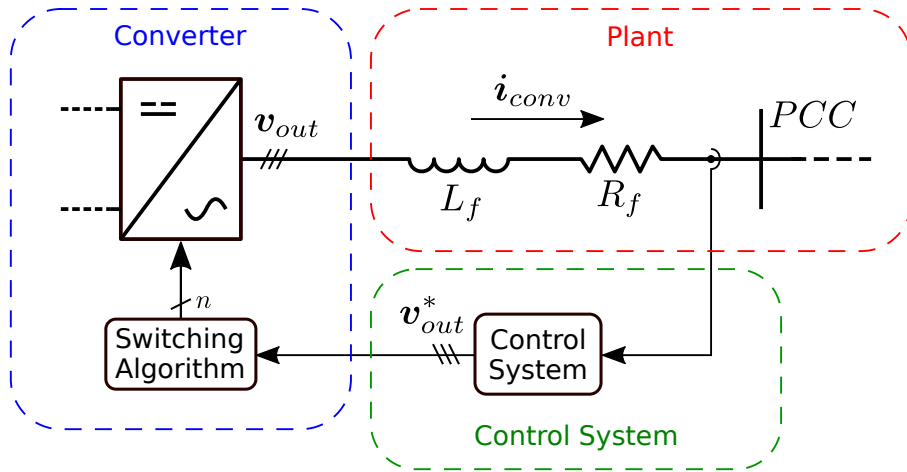 Converter
Plant
v_out
i_conv
PCC
L_f
R_f
n
v*_out
Switching
Algorithm
Control
System
Control System